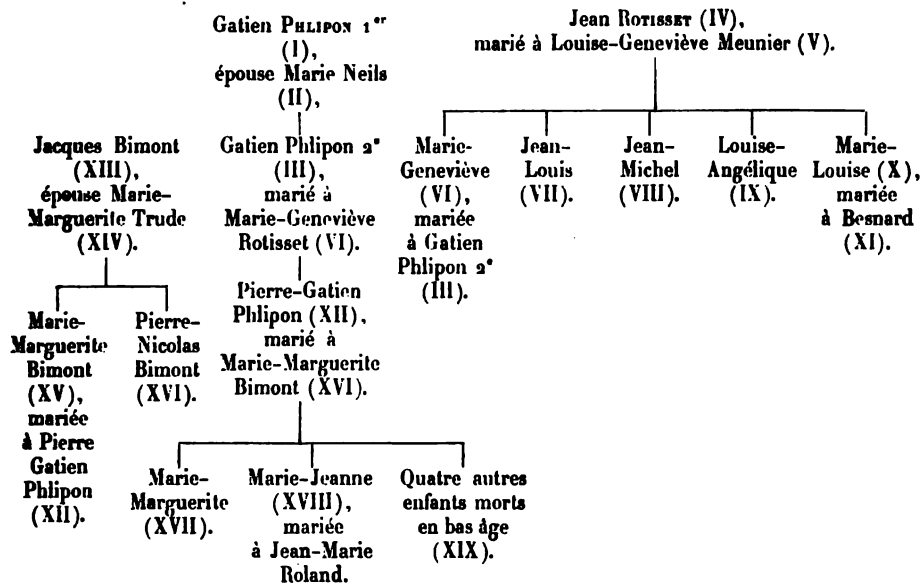 Gatien PHLIPON 1er
(I),
épouse Marie Neils
(II),
Jean ROTISSET (IV),
marié à Louise-Geneviève Meunier (V).
Jacques Bimont
(XIII),
épouse Marie-
Marguerite Trude
(XIV).
Gatien Phlipon 2e
(III),
marié à
Marie-Geneviève
Rotisset (VI).
Marie-
Geneviève
(VI),
mariée
à Gatien
Phlipon 2e
(III).
Jean-
Louis
(VII).
Jean-
Michel
(VIII).
Louise-
Angélique
(IX).
Marie-
Louise (X),
mariée
à Besnard
(XI).
Marie-
Marguerite
Bimont
(XV),
mariée
à Pierre
Gatien
Phlipon
(XII).
Pierre-
Nicolas
Bimont
(XVI).
Pierre-Gatien
Phlipon (XII),
marié à
Marie-Marguerite
Bimont (XVI).
Marie-
Marguerite
(XVII).
Marie-Jeanne
(XVIII),
mariée
à Jean-Marie
Roland.
Quatre autres
enfants morts
en bas âge
(XIX).